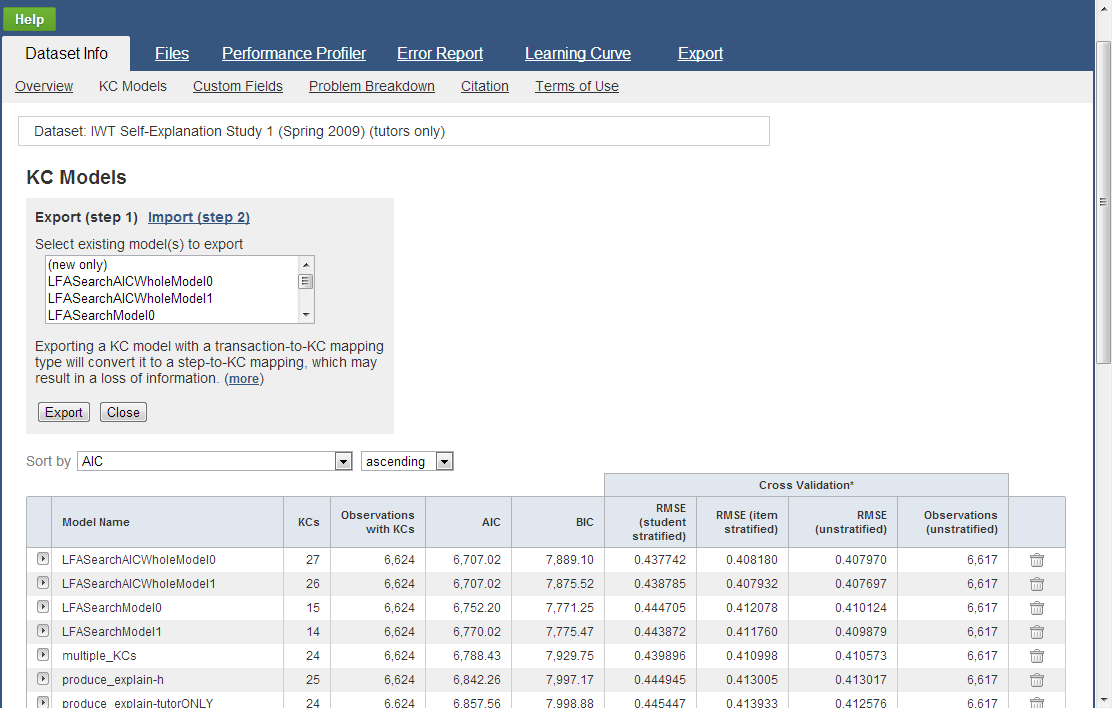 Help
Dataset Info Files Performance Profiler Error Report Learning Curve Export
Overview KC Models Custom Fields Problem Breakdown Citation Terms of Use
Dataset: IWT Self-Explanation Study 1 (Spring 2009) (tutors only)
KC Models
Export (step 1) Import (step 2)
Select existing model(s) to export
(new only)
LFASearchAICWholeModel0
LFASearchAICWholeModel1
LFASearchModel0
Exporting a KC model with a transaction-to-KC mapping
type will convert it to a step-to-KC mapping, which may
result in a loss of information. (more)
Export Close
Sort by AIC ascending
Cross Validation*
Model Name KCs Observations with KCs AIC BIC RMSE (student stratified) RMSE (item stratified) RMSE (unstratified) Observations (unstratified)
LFASearchAICWholeModel0 27 6,624 6,707.02 7,889.10 0.437742 0.408180 0.407970 6,617
LFASearchAICWholeModel1 26 6,624 6,707.02 7,875.52 0.438785 0.407932 0.407697 6,617
LFASearchModel0 15 6,624 6,752.20 7,771.25 0.444705 0.412078 0.410124 6,617
LFASearchModel1 14 6,624 6,770.02 7,775.47 0.443872 0.411760 0.409879 6,617
multiple_KCs 24 6,624 6,788.43 7,929.75 0.439896 0.410998 0.410573 6,617
produce_explain-h 25 6,624 6,842.26 7,997.17 0.444945 0.413005 0.413017 6,617
produce_explain-tutorONLY 24 6,624 6,857.56 7,998.88 0.445447 0.413933 0.412576 6,617